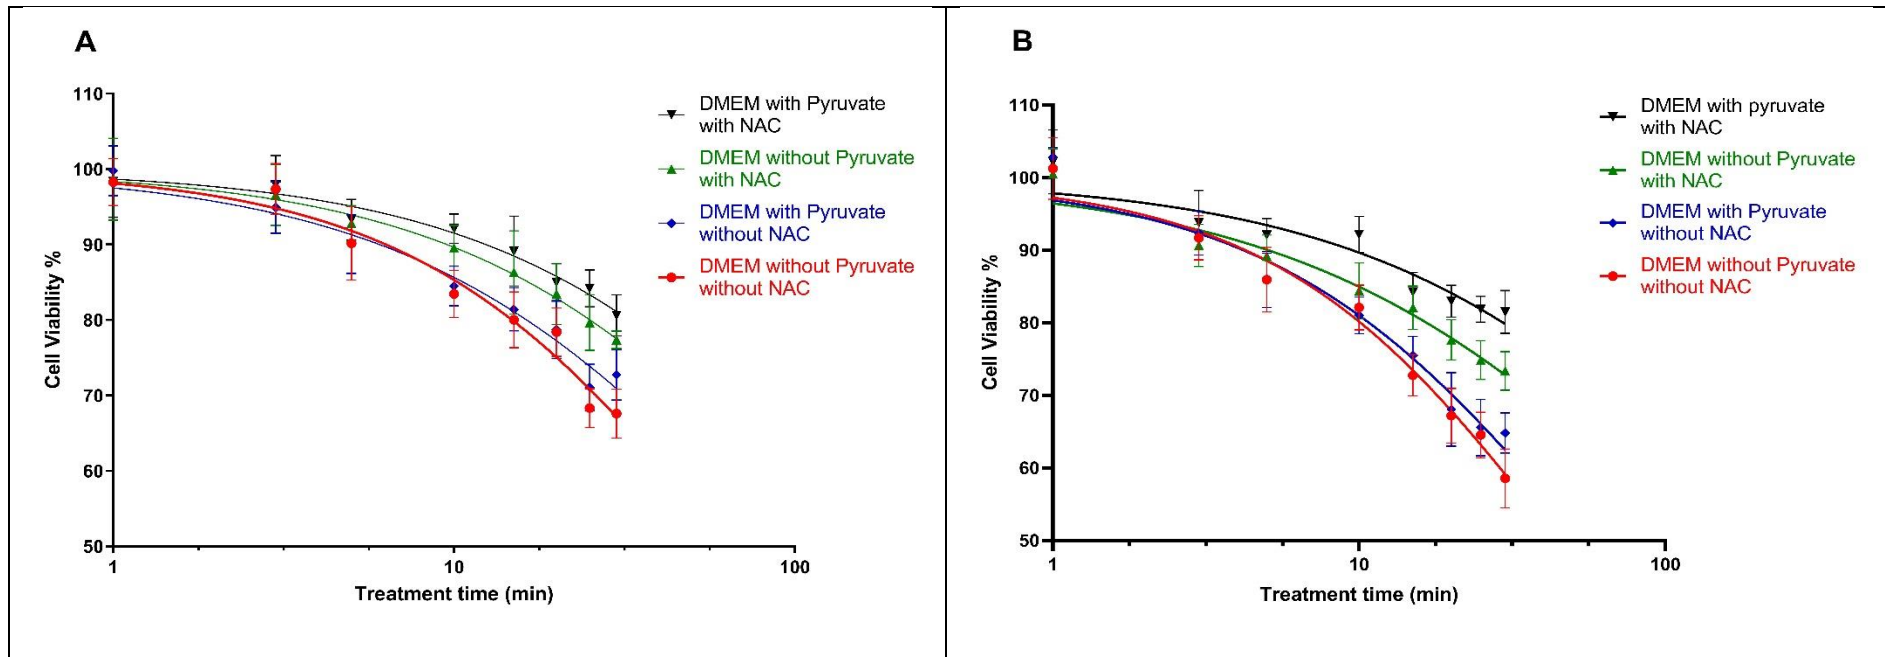 A
110
100
90
80
70
60
50
Cell Viability %
1
10
100
Treatment time (min)
DMEM with Pyruvate
with NAC
DMEM without Pyruvate
with NAC
DMEM with Pyruvate
without NAC
DMEM without Pyruvate
without NAC
B
110
100
90
80
70
60
50
Cell Viability %
1
10
100
Treatment time (min)
DMEM with pyruvate
with NAC
DMEM without Pyruvate
with NAC
DMEM with Pyruvate
without NAC
DMEM without Pyruvate
without NAC